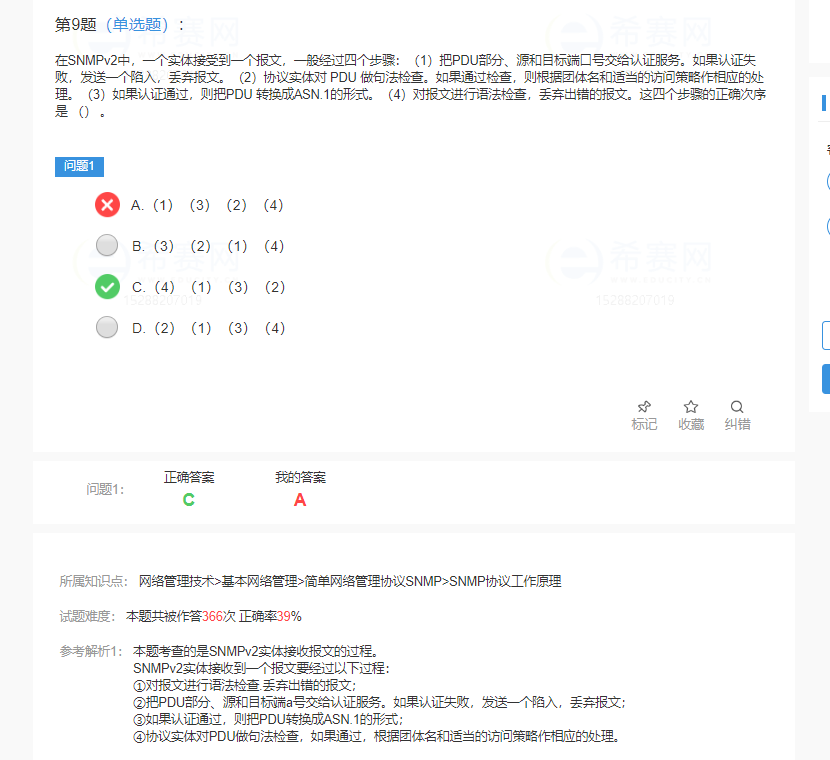 第9题（单选题）：
在SNMPv2中，一个实体接受到一个报文，一般经过四个步骤：（1）把PDU部分、源和目标端口号交给认证服务。如果认证失
败，发送一个陷入，丢弃报文。（2）协议实体对 PDU 做句法检查。如果通过检查，则根据团体名和适当的访问策略作相应的处
理。（3）如果认证通过，则把PDU 转换成ASN.1的形式。（4）对报文进行语法检查，丢弃出错的报文。这四个步骤的正确次序
是（）。
问题1
A.（1）（3）（2）（4）
B.（3）（2）（1）（4）
C.（4）（1）（3）（2）
D.（2）（1）（3）（4）
希赛网
15288207019
15288207019
标记 收藏 纠错
正确答案 我的答案
问题1：
C A
所属知识点： 网络管理技术>基本网络管理>简单网络管理协议SNMP>SNMP协议工作原理
试题难度： 本题共被作答366次 正确率39%
参考解析1： 本题考查的是SNMPv2实体接收报文的过程。
SNMPv2实体接收到一个报文要经过以下过程：
①对报文进行语法检查.丢弃出错的报文；
②把PDU部分、源和目标端a号交给认证服务。如果认证失败，发送一个陷入，丢弃报文；
③如果认证通过，则把PDU转换成ASN.1的形式；
④协议实体对PDU做句法检查，如果通过，根据团体名和适当的访问策略作相应的处理。